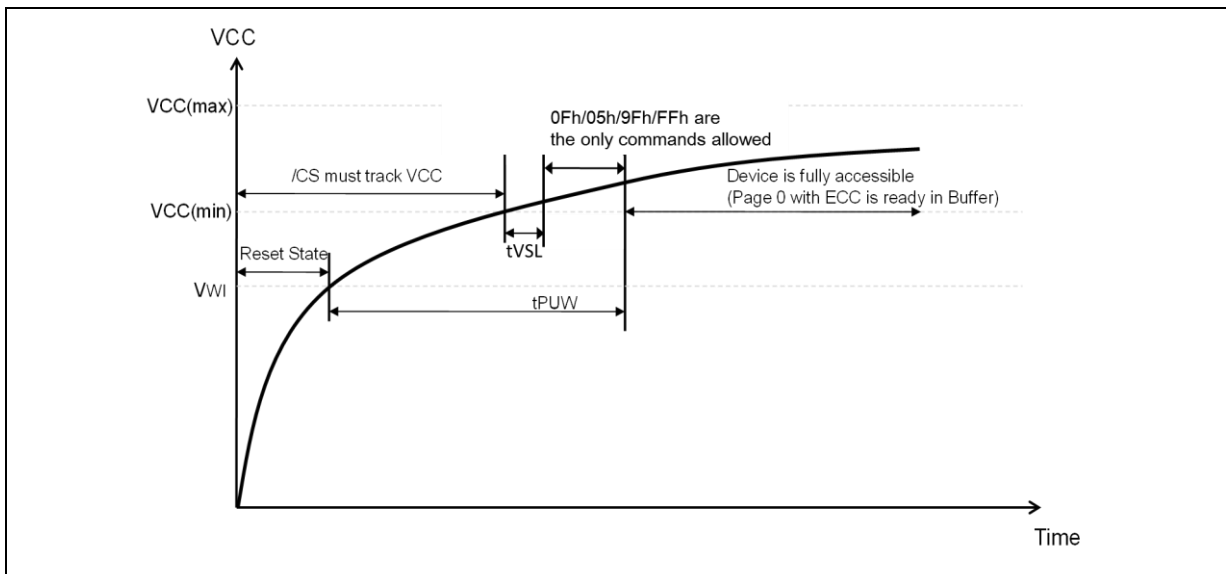 VCC
VCC(max)
0Fh/05h/9Fh/FFh are
the only commands allowed
/CS must track VCC
Device is fully accessible
(Page 0 with ECC is ready in Buffer)
VCC(min)
tVSL
Reset State
VWI
tPUW
Time